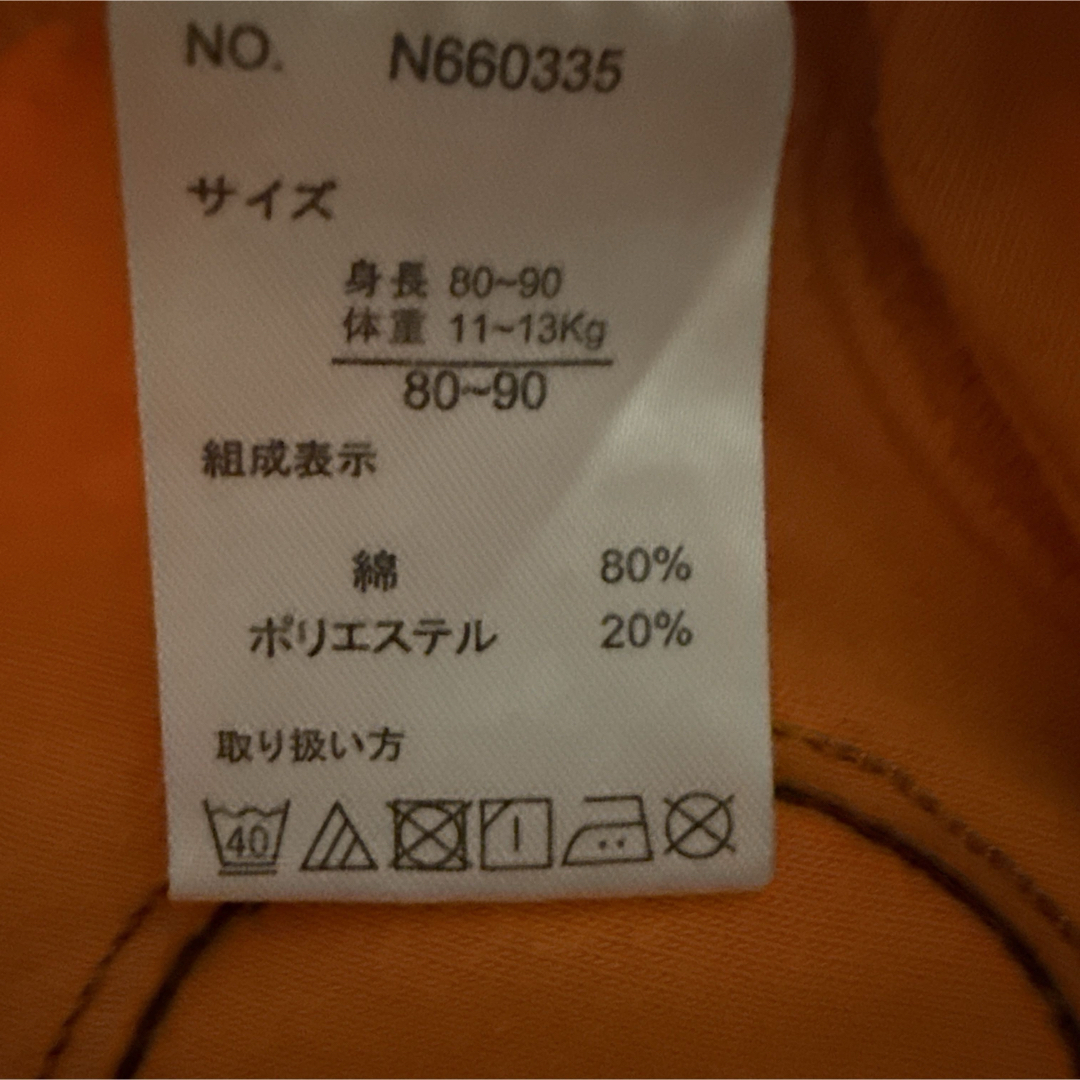 NO. N660335
サイズ
身長 80~90
体重 11~13Kg
80~90
組成表示
綿 80%
ポリエステル 20%
取り扱い方
40